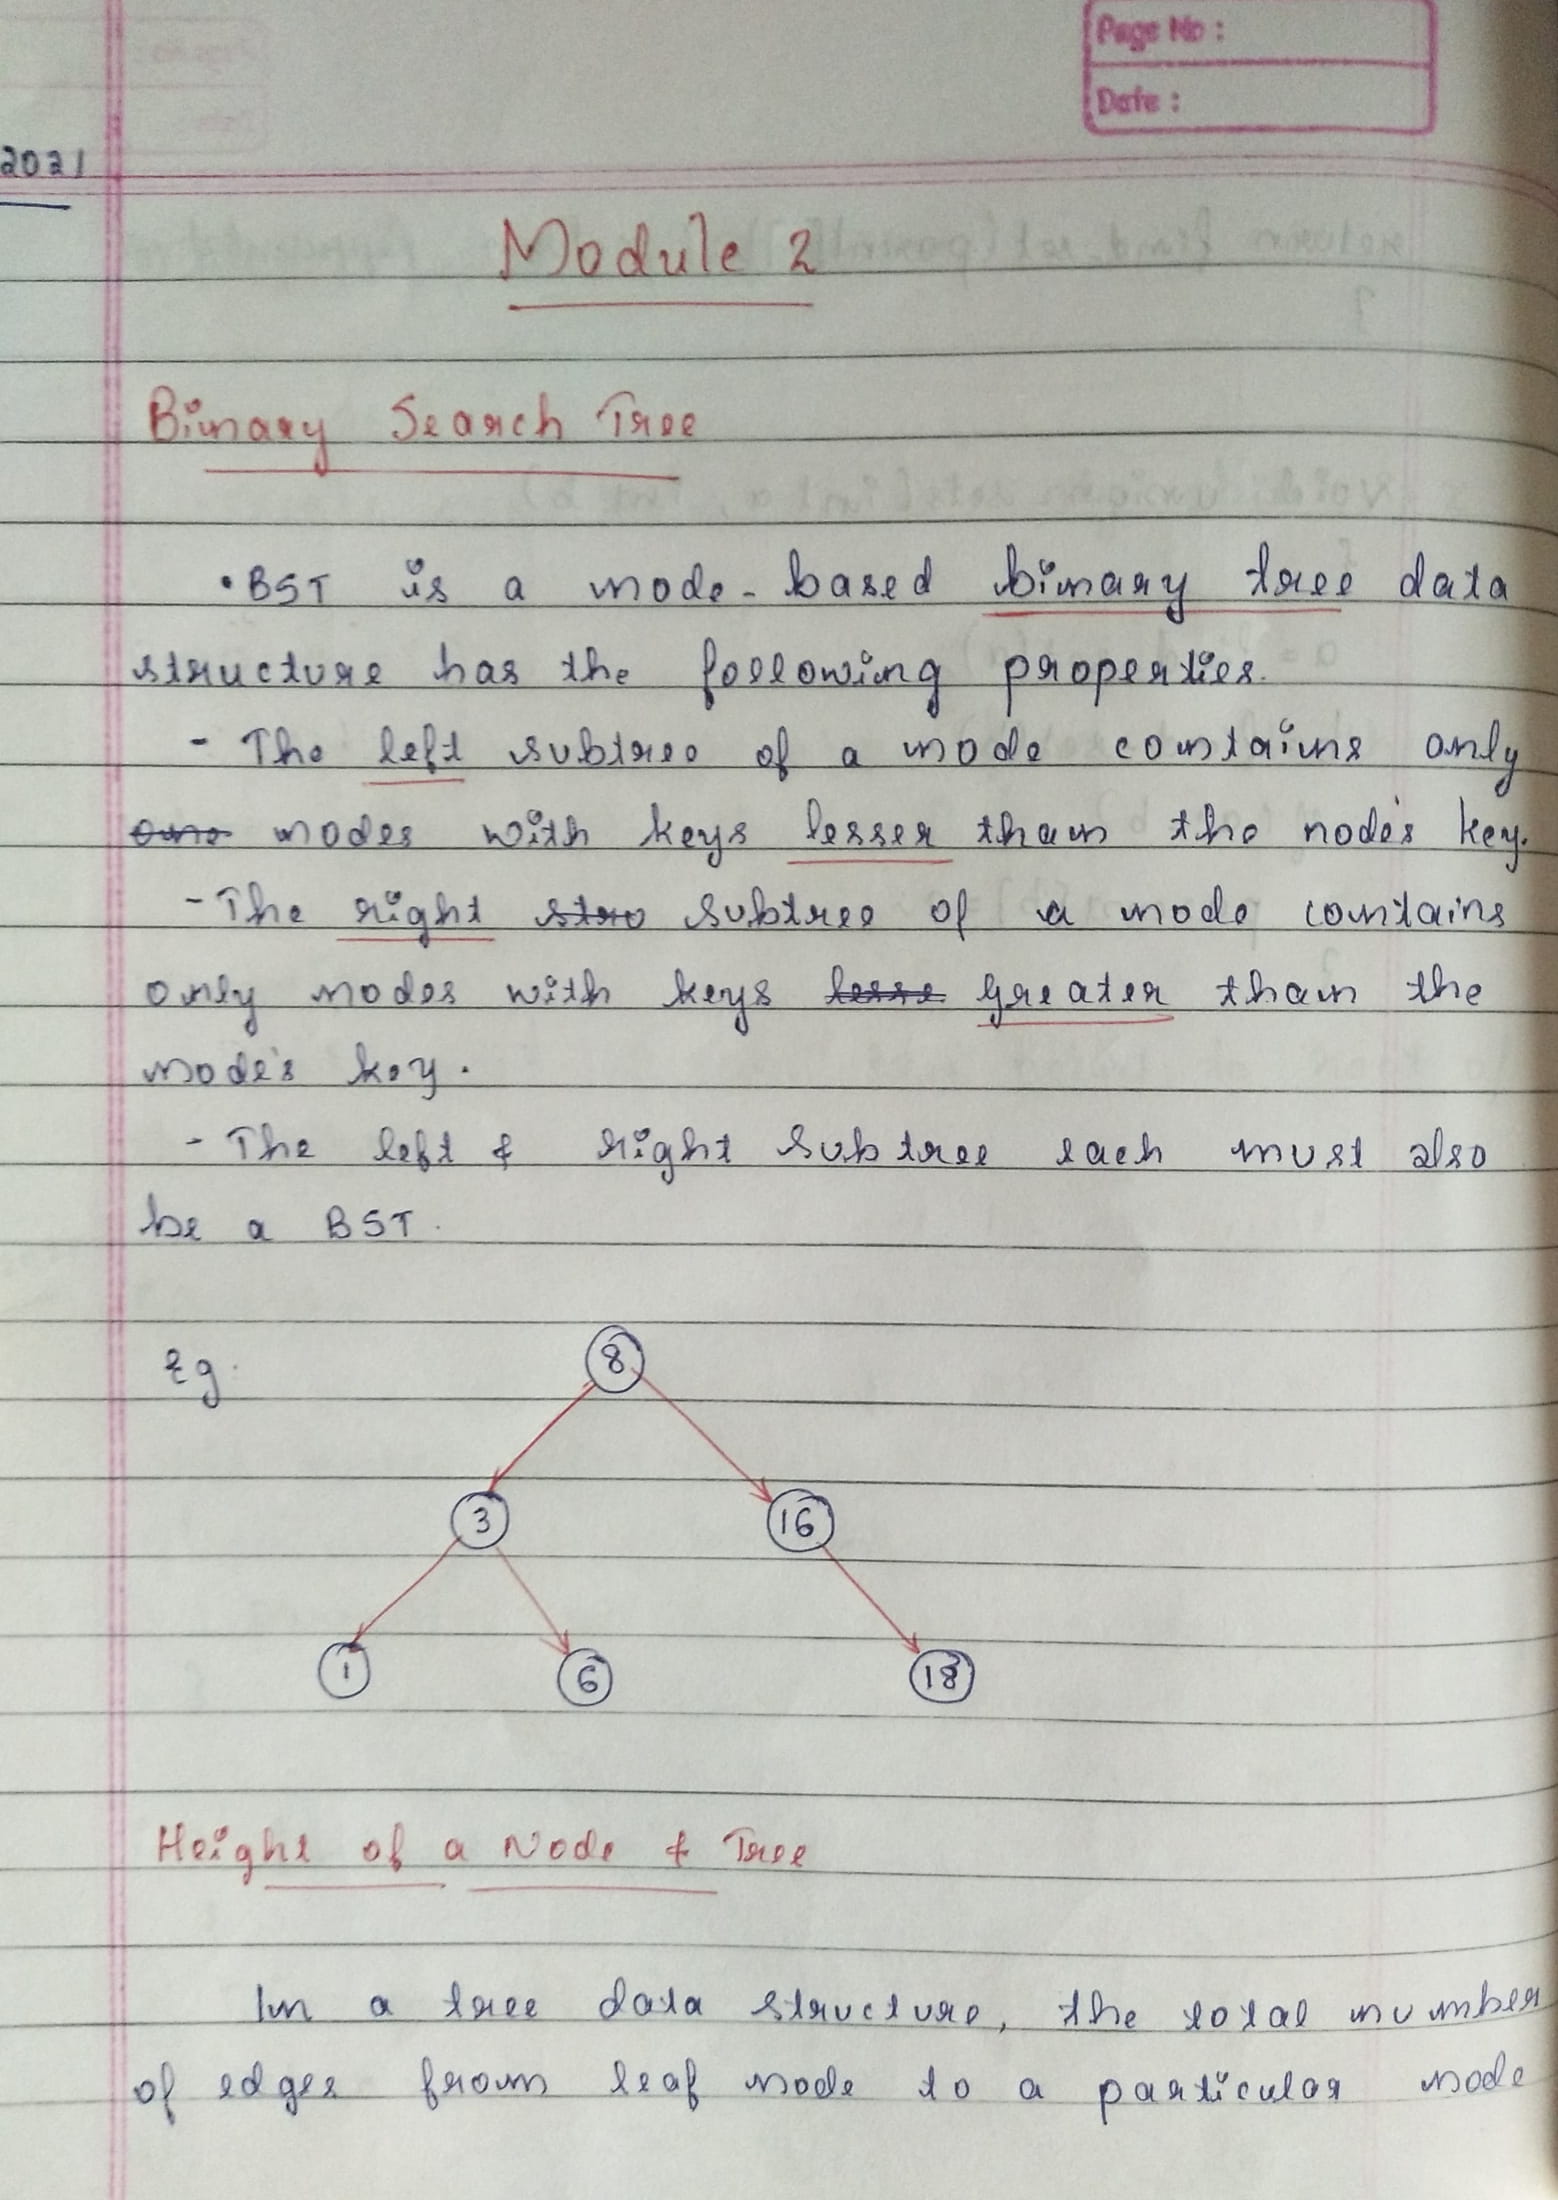 Page No :
Date :
2021
Module 2
Binary Search Tree
• BST is a node-based binary tree data
structure has the following properties.
- The left subtree of a node contains only
nodes with keys lesser than the node's key.
- The right subtree of a node contains
only nodes with keys greater than the
node's key.
- The left & right subtree each must also
be a BST.
Eg.
8
3 16
1 6 18
Height of a Node & Tree
In a tree data structure, the total number
of edges from leaf node to a particular node